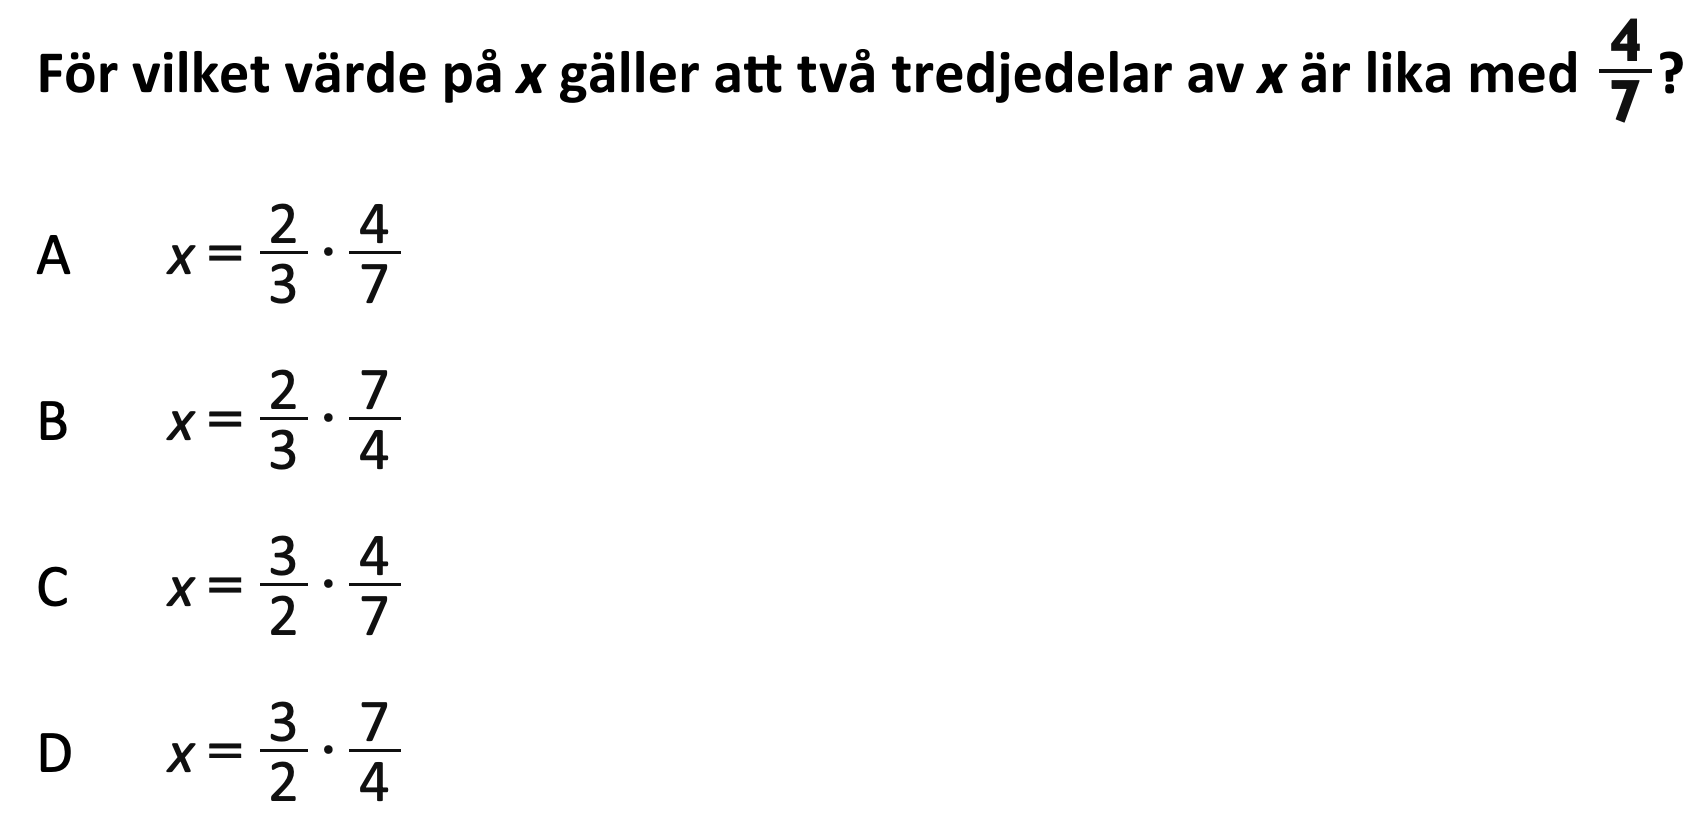 För vilket värde på x gäller att två tredjedelar av x är lika med 4/7?
A x = 2/3 · 4/7
B x = 2/3 · 7/4
C x = 3/2 · 4/7
D x = 3/2 · 7/4